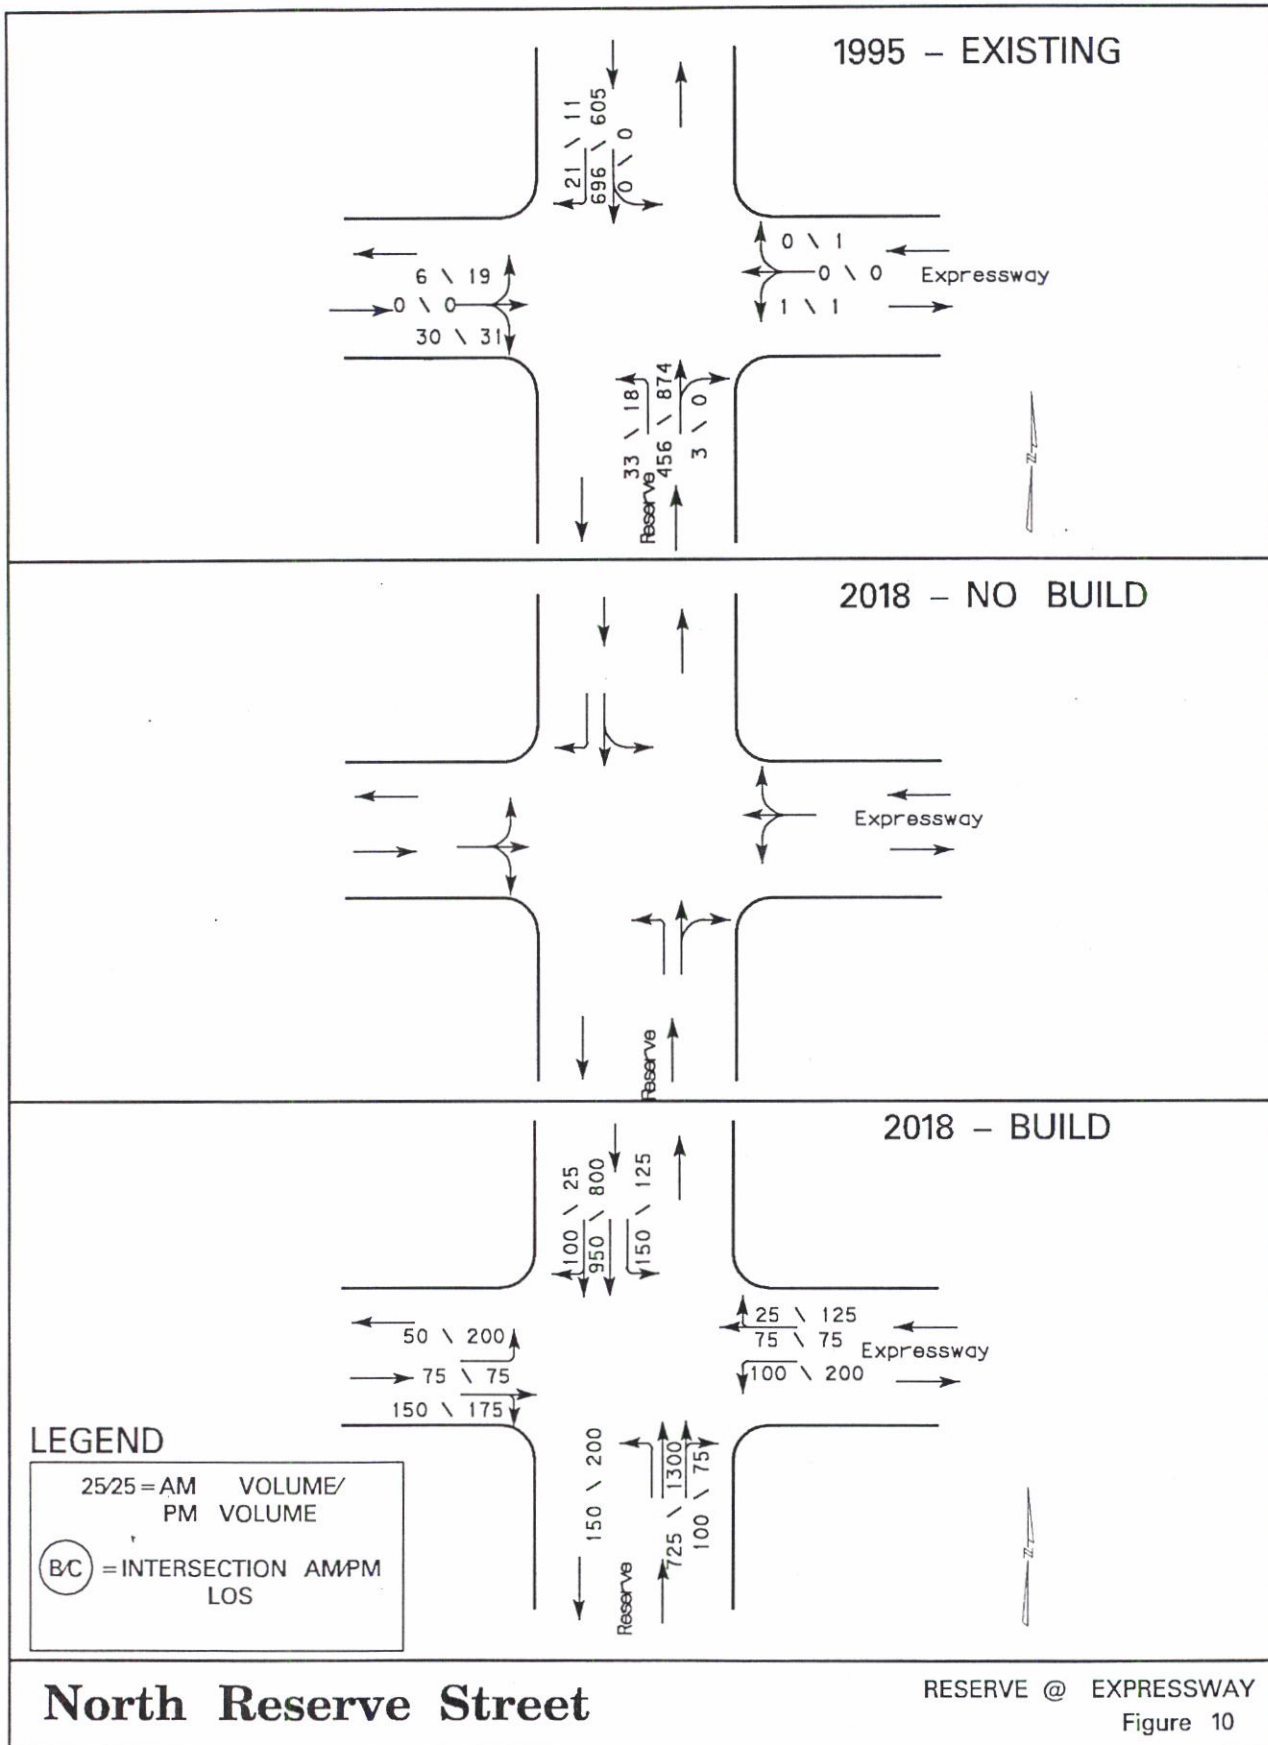 1995 – EXISTING
21 \ 11
696 \ 605
0 \ 0
0 \ 1
0 \ 0
Expressway
1 \ 1
6 \ 19
0 \ 0
30 \ 31
33 \ 18
456 \ 874
3 \ 0
Reserve
N
2018 – NO BUILD
Expressway
Reserve
2018 – BUILD
100 \ 25
950 \ 800
150 \ 125
25 \ 125
75 \ 75
Expressway
100 \ 200
50 \ 200
75 \ 75
150 \ 175
150 \ 200
725 \ 1300
100 \ 75
Reserve
N
LEGEND
25/25 = AM VOLUME/
PM VOLUME
B/C = INTERSECTION AM/PM
LOS
North Reserve Street
RESERVE @ EXPRESSWAY
Figure 10